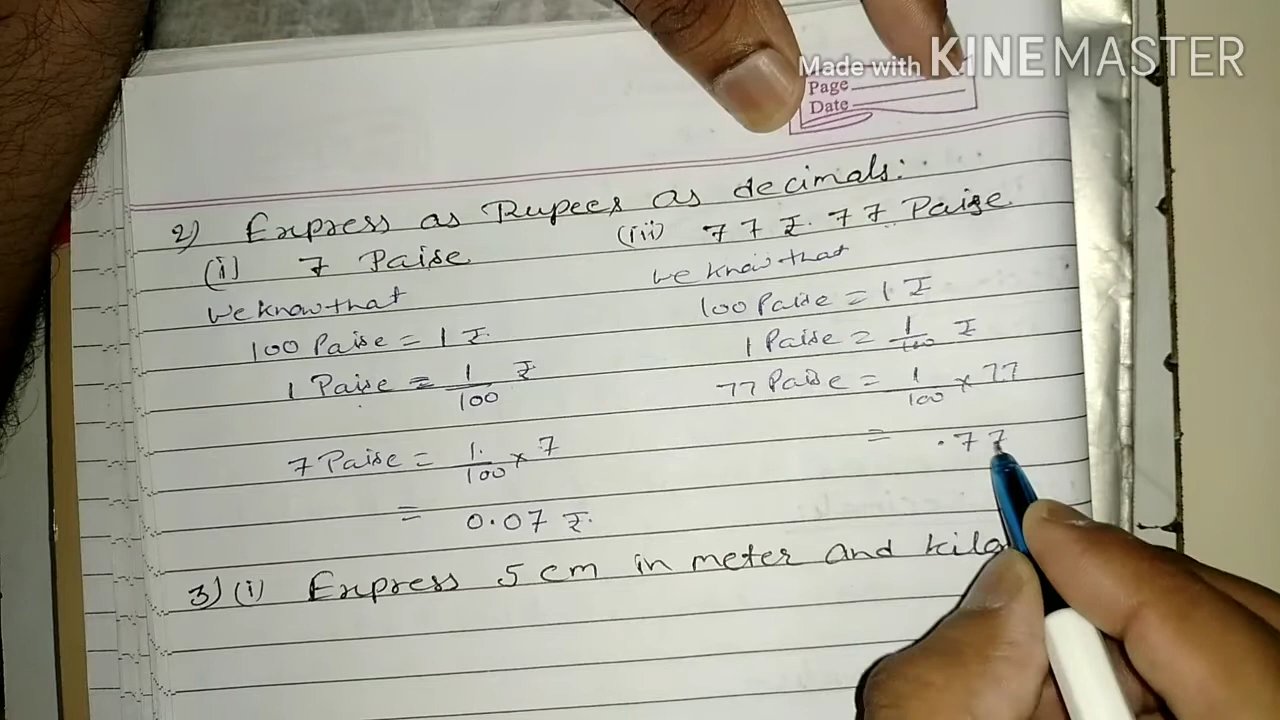 Made with KINEMASTER
Page
Date
2) Express as Rupees as decimals:
(i) 7 Paise
(iii) 77 ₹. 77 Paise
we know that
100 Paise = 1 ₹.
1 Paise = 1/100 ₹
7 Paise = 1/100 × 7
= 0.07 ₹.
we know that
100 Paise = 1 ₹
1 Paise = 1/100 ₹
77 Paise = 1/100 × 77
= .77
3) (i) Express 5 cm in meter and kilo